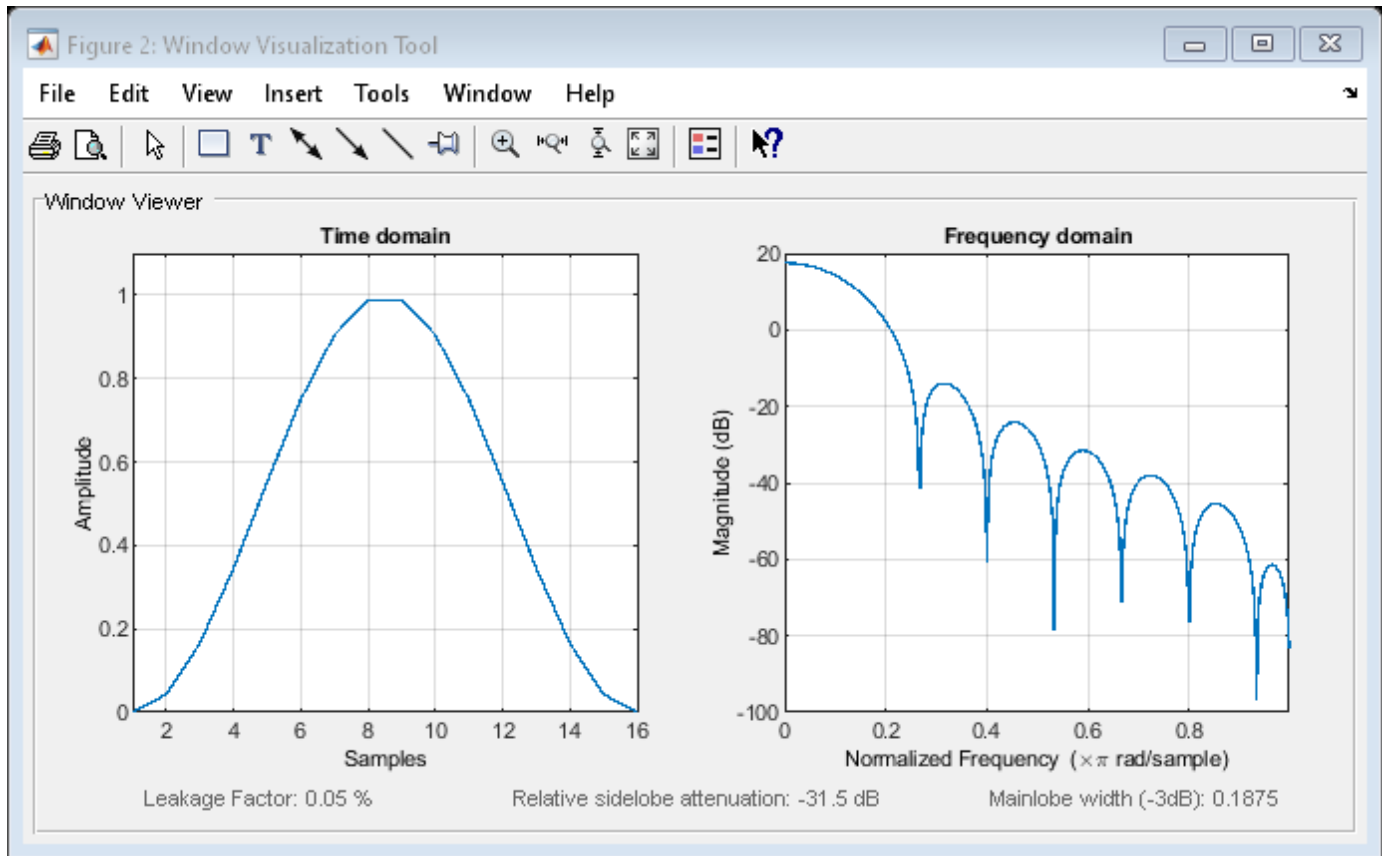 Figure 2: Window Visualization Tool
File Edit View Insert Tools Window Help
T
?
Window Viewer
Time domain
1
0.8
0.6
0.4
0.2
0
Amplitude
2 4 6 8 10 12 14 16
Samples
Frequency domain
20
0
-20
-40
-60
-80
-100
Magnitude (dB)
0 0.2 0.4 0.6 0.8
Normalized Frequency (×π rad/sample)
Leakage Factor: 0.05 % Relative sidelobe attenuation: -31.5 dB Mainlobe width (-3dB): 0.1875